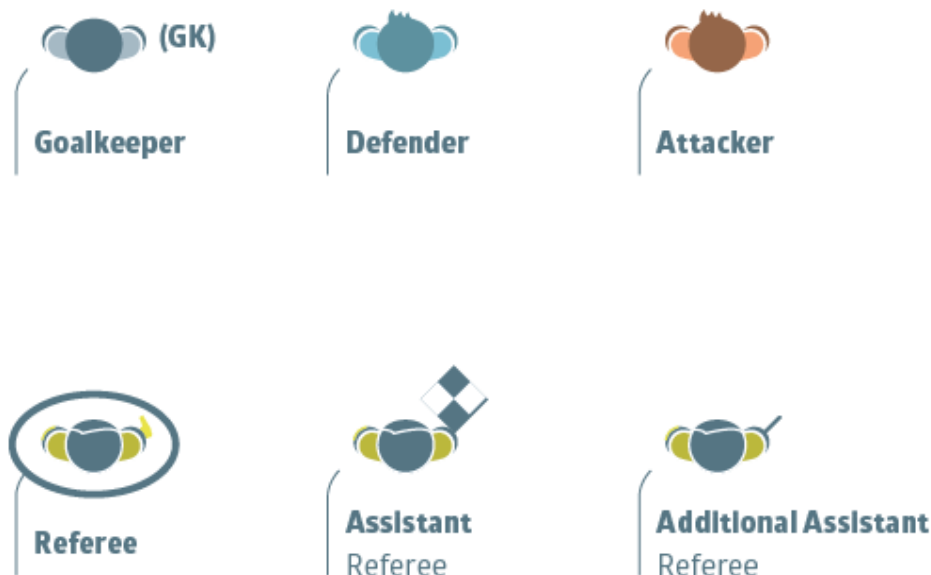 (GK)
Goalkeeper
Defender
Attacker
Referee
Assistant
Referee
Additional Assistant
Referee